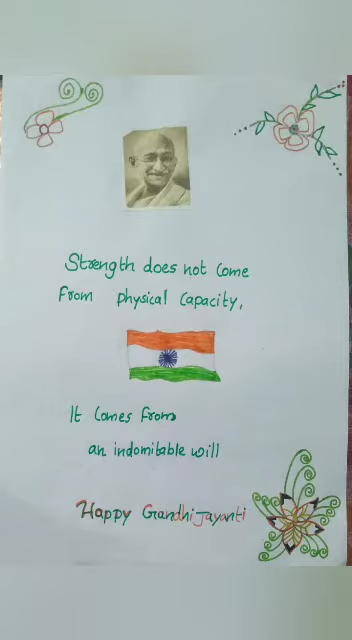 Strength does not Come
From physical Capacity,
It Comes From
an indomitable will
Happy Gandhi Jayanti